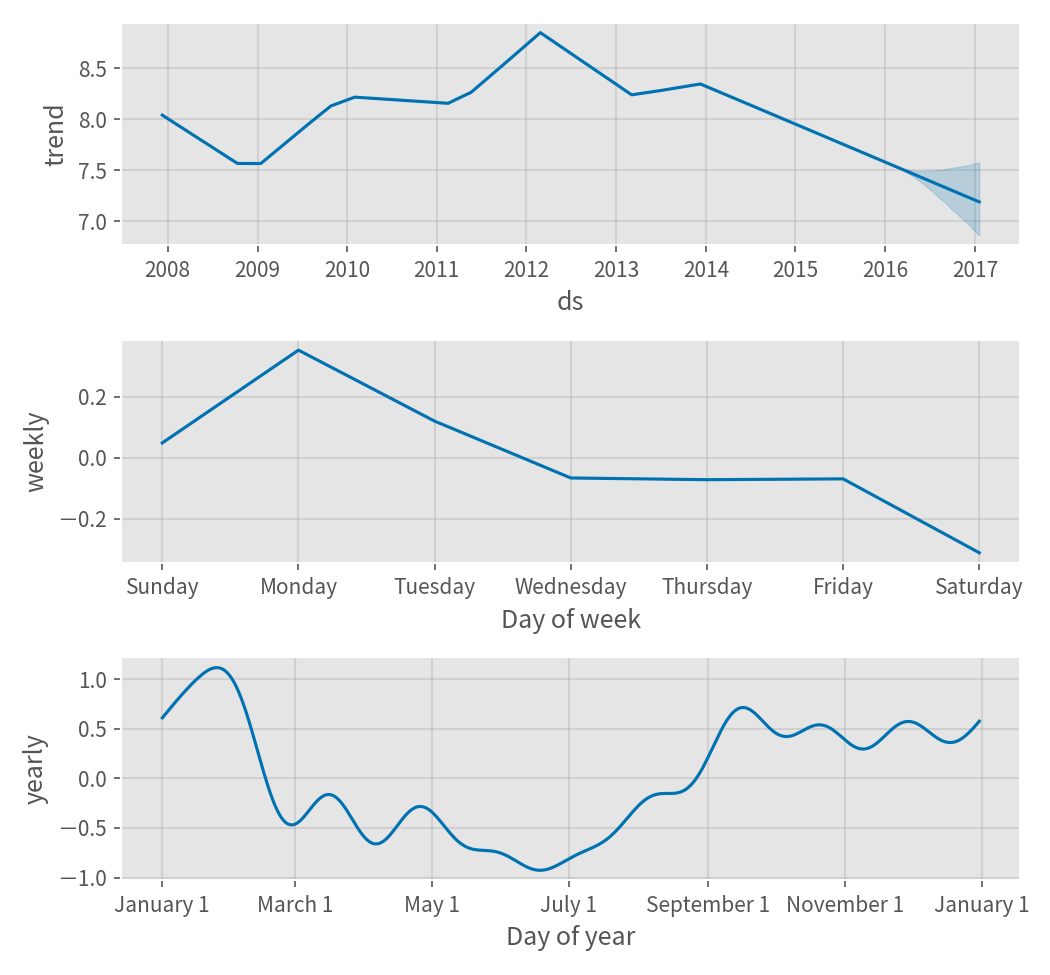 trend
8.5
8.0
7.5
7.0
2008 2009 2010 2011 2012 2013 2014 2015 2016 2017
ds
weekly
0.2
0.0
−0.2
Sunday Monday Tuesday Wednesday Thursday Friday Saturday
Day of week
yearly
1.0
0.5
0.0
−0.5
−1.0
January 1 March 1 May 1 July 1 September 1 November 1 January 1
Day of year